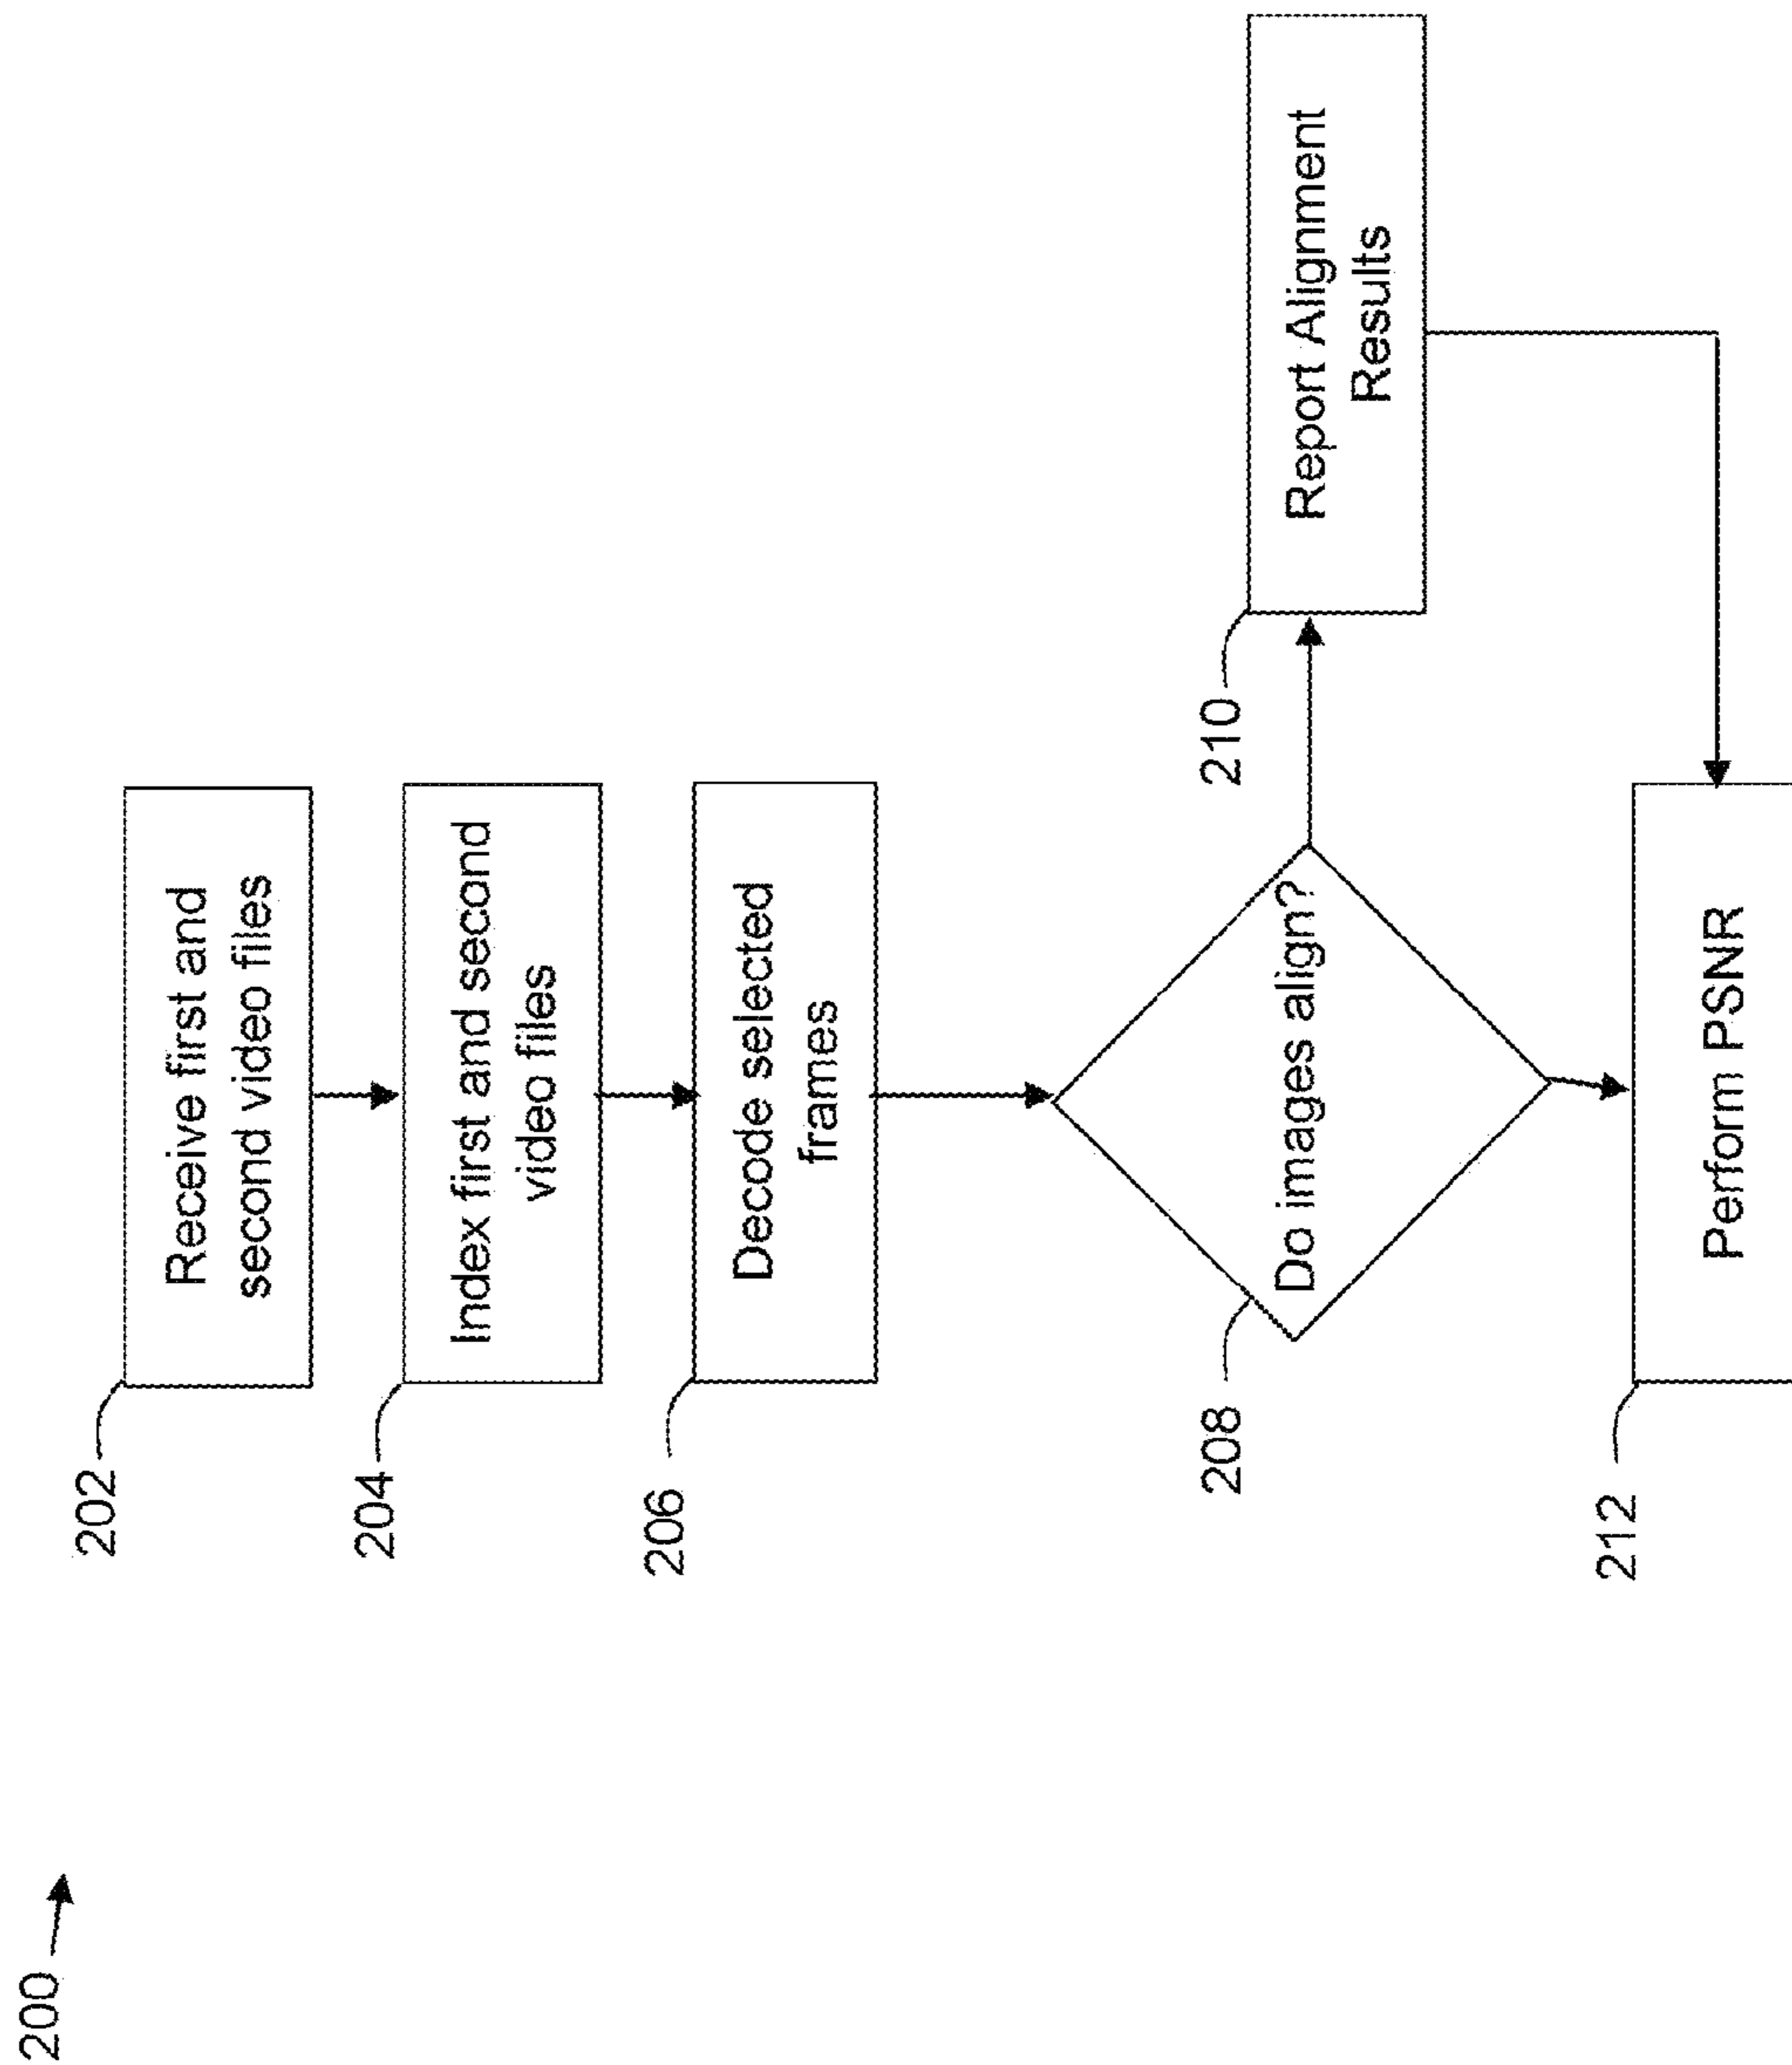 200
202
Receive first and
second video files
204
Index first and second
video files
206
Decode selected
frames
208
Do images align?
210
Report Alignment
Results
212
Perform PSNR